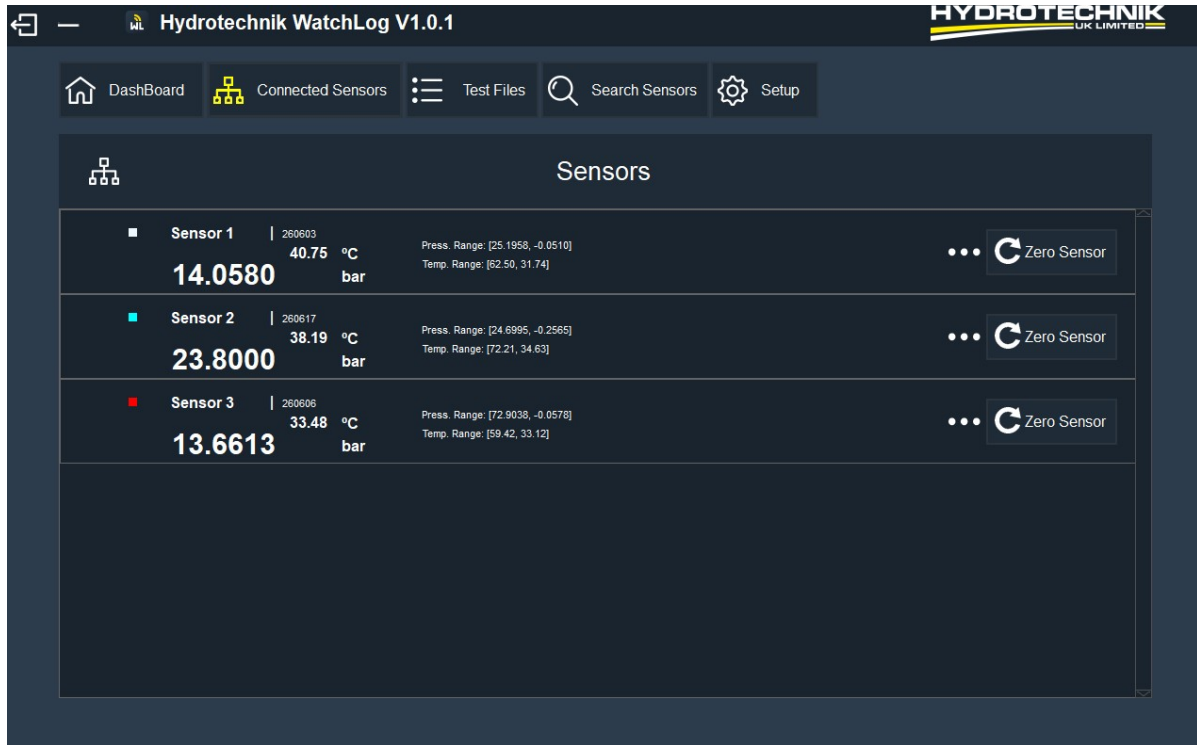 Hydrotechnik WatchLog V1.0.1
HYDROTECHNIK
UK LIMITED
DashBoard
Connected Sensors
Test Files
Search Sensors
Setup
Sensors
Sensor 1 | 260603
40.75 ºC
14.0580 bar
Press. Range: [25.1958, -0.0510]
Temp. Range: [62.50, 31.74]
Zero Sensor
Sensor 2 | 260617
38.19 ºC
23.8000 bar
Press. Range: [24.6995, -0.2565]
Temp. Range: [72.21, 34.63]
Zero Sensor
Sensor 3 | 260606
33.48 ºC
13.6613 bar
Press. Range: [72.9038, -0.0578]
Temp. Range: [59.42, 33.12]
Zero Sensor